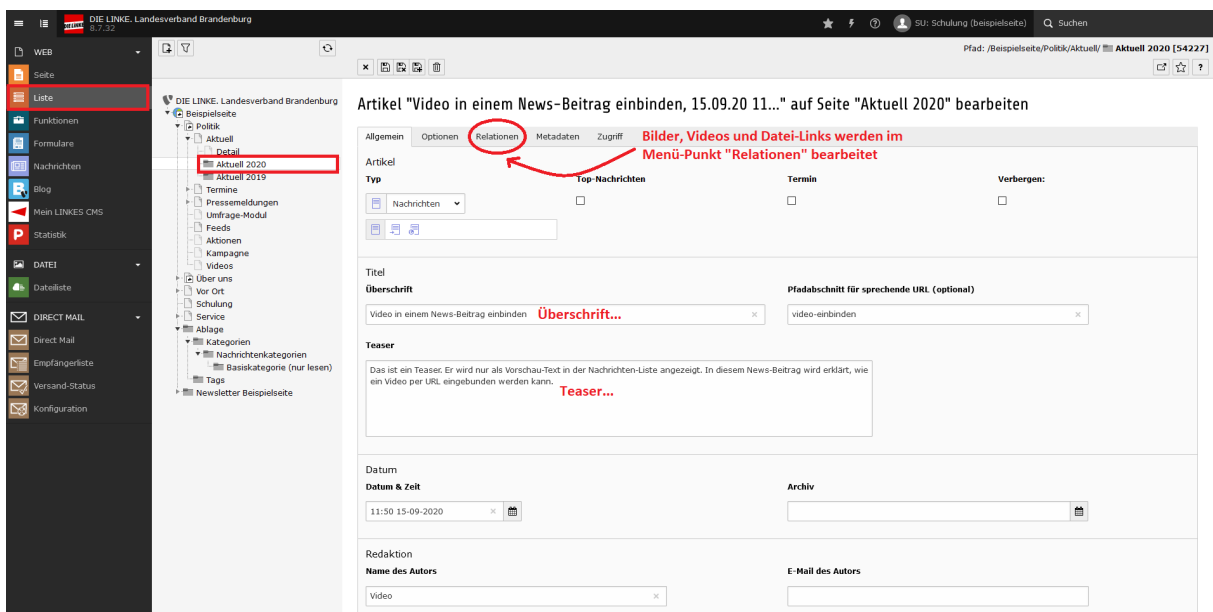 DIE LINKE. Landesverband Brandenburg
8.7.32
DIE LINKE
SU: Schulung (beispielseite)
Suchen
WEB
Seite
Liste
Funktionen
Formulare
Nachrichten
Blog
Mein LINKES CMS
Statistik
DATEI
Dateiliste
DIRECT MAIL
Direct Mail
Empfängerliste
Versand-Status
Konfiguration
DIE LINKE. Landesverband Brandenburg
Beispielseite
Politik
Aktuell
Detail
Aktuell 2020
Aktuell 2019
Termine
Pressemeldungen
Umfrage-Modul
Feeds
Aktionen
Kampagne
Videos
Über uns
Vor Ort
Schulung
Service
Ablage
Kategorien
Nachrichtenkategorien
Basiskategorie (nur lesen)
Tags
Newsletter Beispielseite
Pfad: /Beispielseite/Politik/Aktuell/ Aktuell 2020 [54227]
Artikel "Video in einem News-Beitrag einbinden, 15.09.20 11..." auf Seite "Aktuell 2020" bearbeiten
Allgemein Optionen Relationen Metadaten Zugriff
Bilder, Videos und Datei-Links werden im
Menü-Punkt "Relationen" bearbeitet
Artikel
Typ Top-Nachrichten Termin Verbergen:
Nachrichten
Titel
Überschrift Pfadabschnitt für sprechende URL (optional)
Video in einem News-Beitrag einbinden Überschrift... video-einbinden
Teaser
Das ist ein Teaser. Er wird nur als Vorschau-Text in der Nachrichten-Liste angezeigt. In diesem News-Beitrag wird erklärt, wie
ein Video per URL eingebunden werden kann.
Teaser...
Datum
Datum & Zeit Archiv
11:50 15-09-2020
Redaktion
Name des Autors E-Mail des Autors
Video